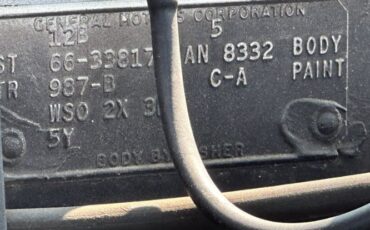 GENERAL MOTORS CORPORATION
12B 5
ST 66-33817 AN 8332 BODY
TR 987-B C-A PAINT
WSO 2X
5Y
BODY BY FISHER